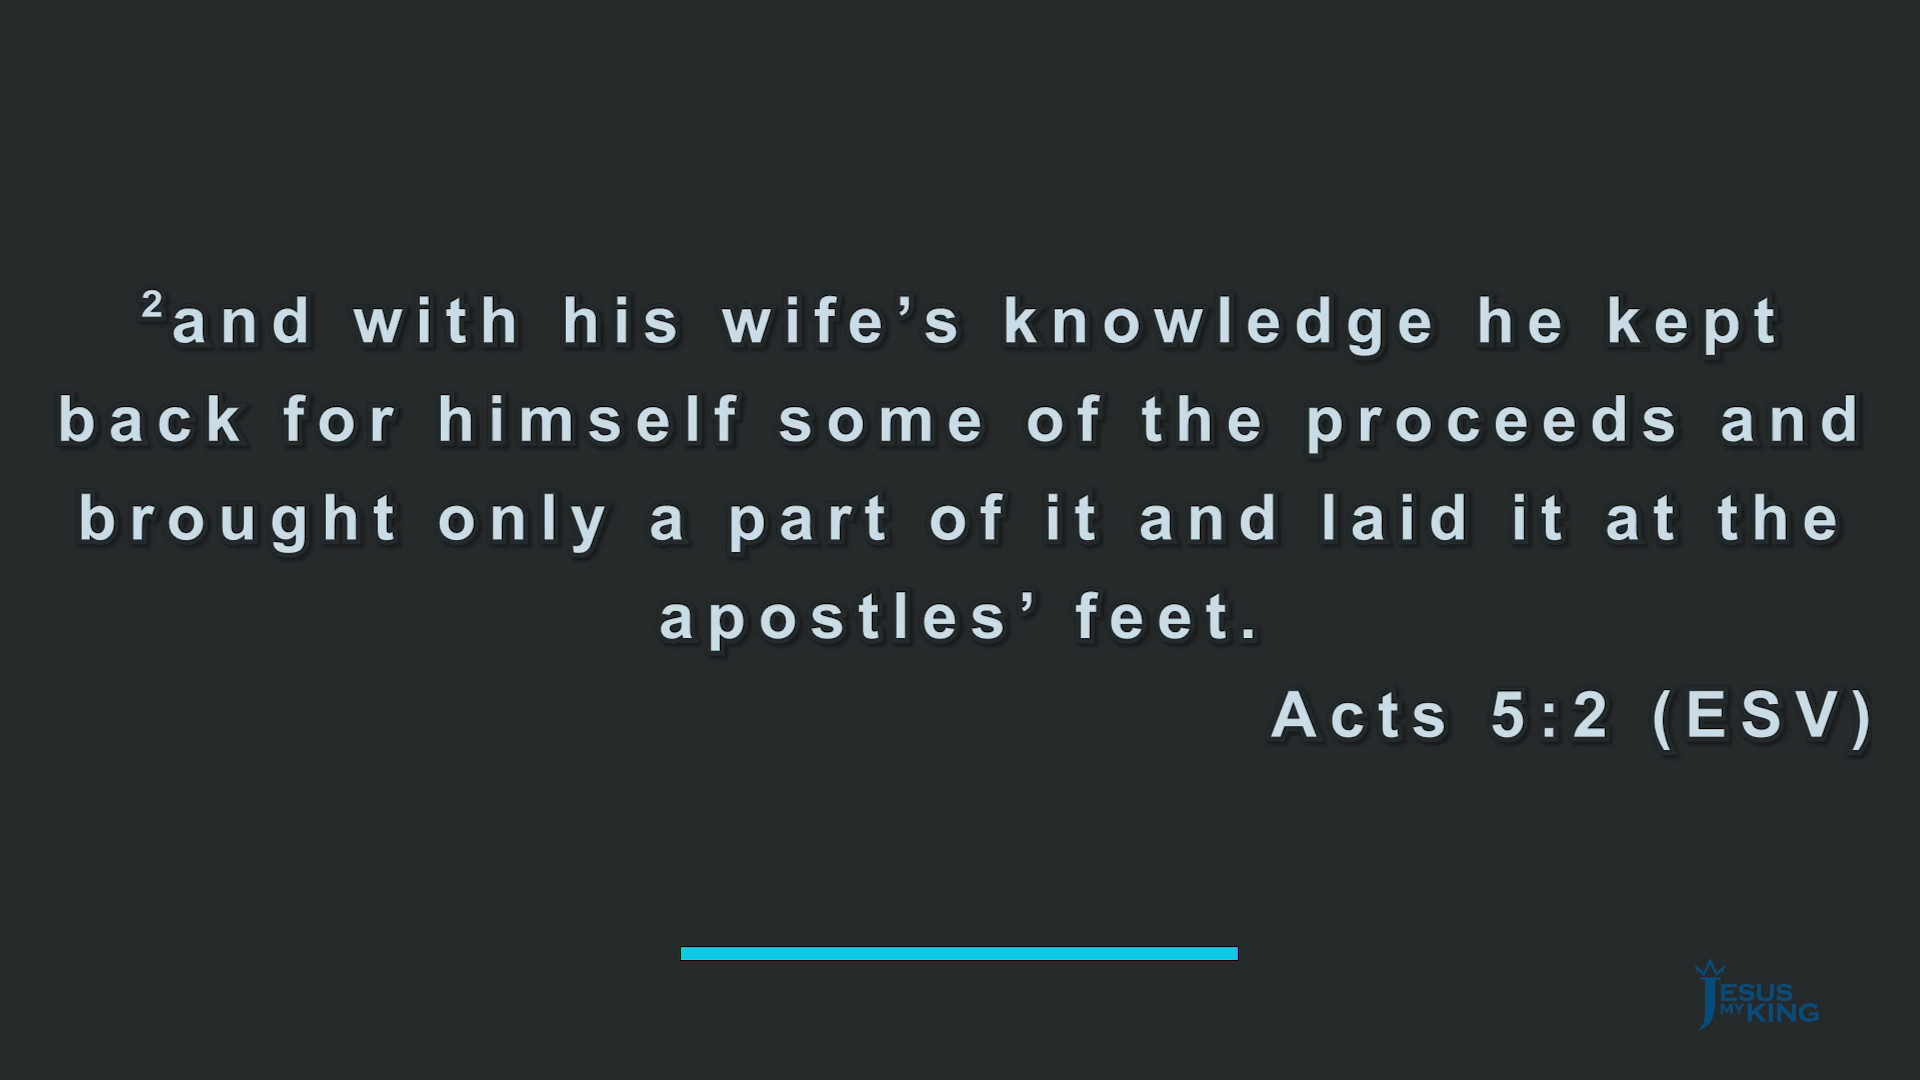 ²and with his wife’s knowledge he kept
back for himself some of the proceeds and
brought only a part of it and laid it at the
apostles’ feet.
Acts 5:2 (ESV)
JESUS
MY KING